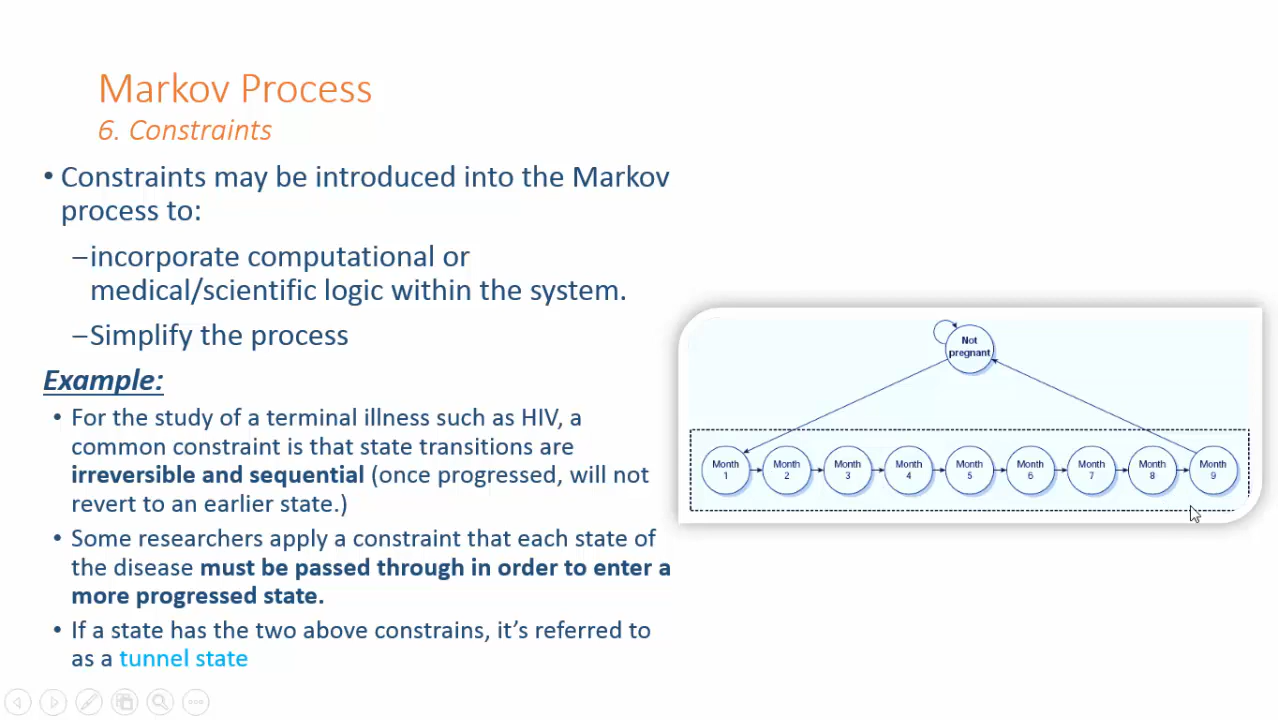 Markov Process
6. Constraints
• Constraints may be introduced into the Markov
process to:
–incorporate computational or
medical/scientific logic within the system.
–Simplify the process
Example:
• For the study of a terminal illness such as HIV, a
common constraint is that state transitions are
irreversible and sequential (once progressed, will not
revert to an earlier state.)
• Some researchers apply a constraint that each state of
the disease must be passed through in order to enter a
more progressed state.
• If a state has the two above constrains, it's referred to
as a tunnel state
Not
pregnant
Month
1
Month
2
Month
3
Month
4
Month
5
Month
6
Month
7
Month
8
Month
9